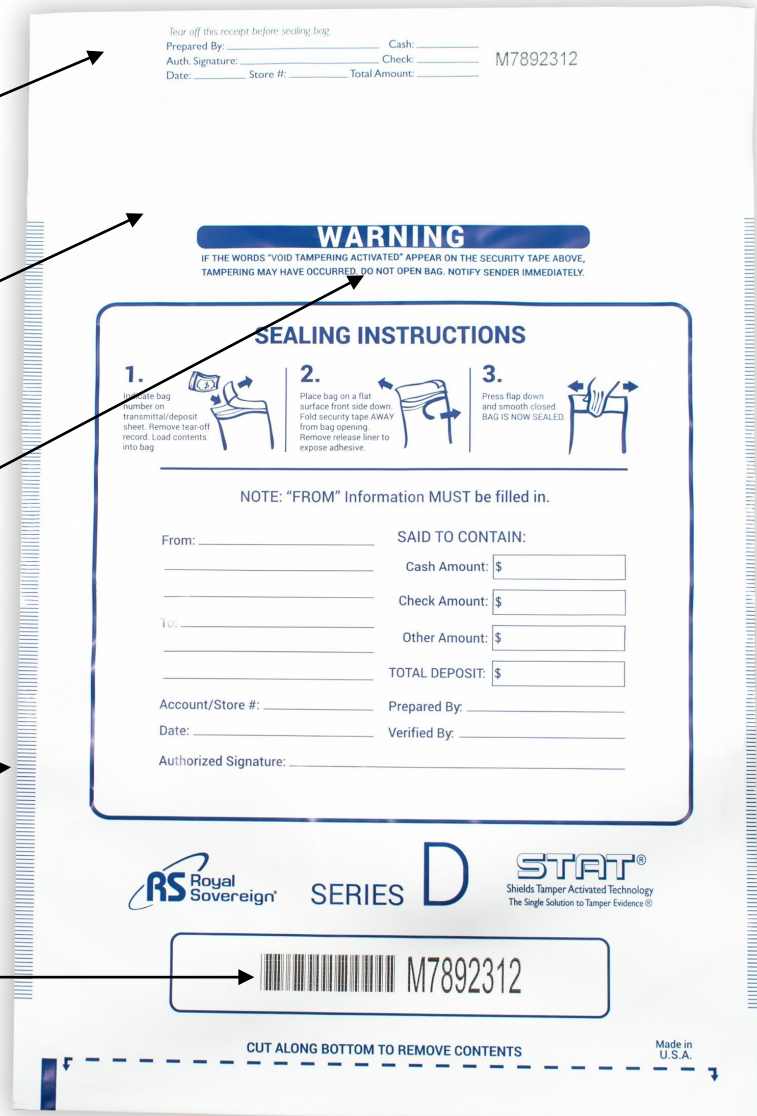 Tear off this receipt before sealing bag
Prepared By: Cash:
Auth. Signature: Check:
Date: Store #: Total Amount:
M7892312
WARNING
IF THE WORDS "VOID TAMPERING ACTIVATED" APPEAR ON THE SECURITY TAPE ABOVE,
TAMPERING MAY HAVE OCCURRED. DO NOT OPEN BAG. NOTIFY SENDER IMMEDIATELY.
SEALING INSTRUCTIONS
1.
Indicate bag
number on
transmittal/deposit
sheet. Remove tear-off
record. Load contents
into bag
2.
Place bag on a flat
surface front side down.
Fold security tape AWAY
from bag opening.
Remove release liner to
expose adhesive.
3.
Press flap down
and smooth closed.
BAG IS NOW SEALED.
NOTE: "FROM" Information MUST be filled in.
From:
To:
SAID TO CONTAIN:
Cash Amount: $
Check Amount: $
Other Amount: $
TOTAL DEPOSIT: $
Account/Store #: Prepared By:
Date: Verified By:
Authorized Signature:
RS Royal
Sovereign®
SERIES D
STAT®
Shields Tamper Activated Technology
The Single Solution to Tamper Evidence ®
M7892312
CUT ALONG BOTTOM TO REMOVE CONTENTS
Made in
U.S.A.